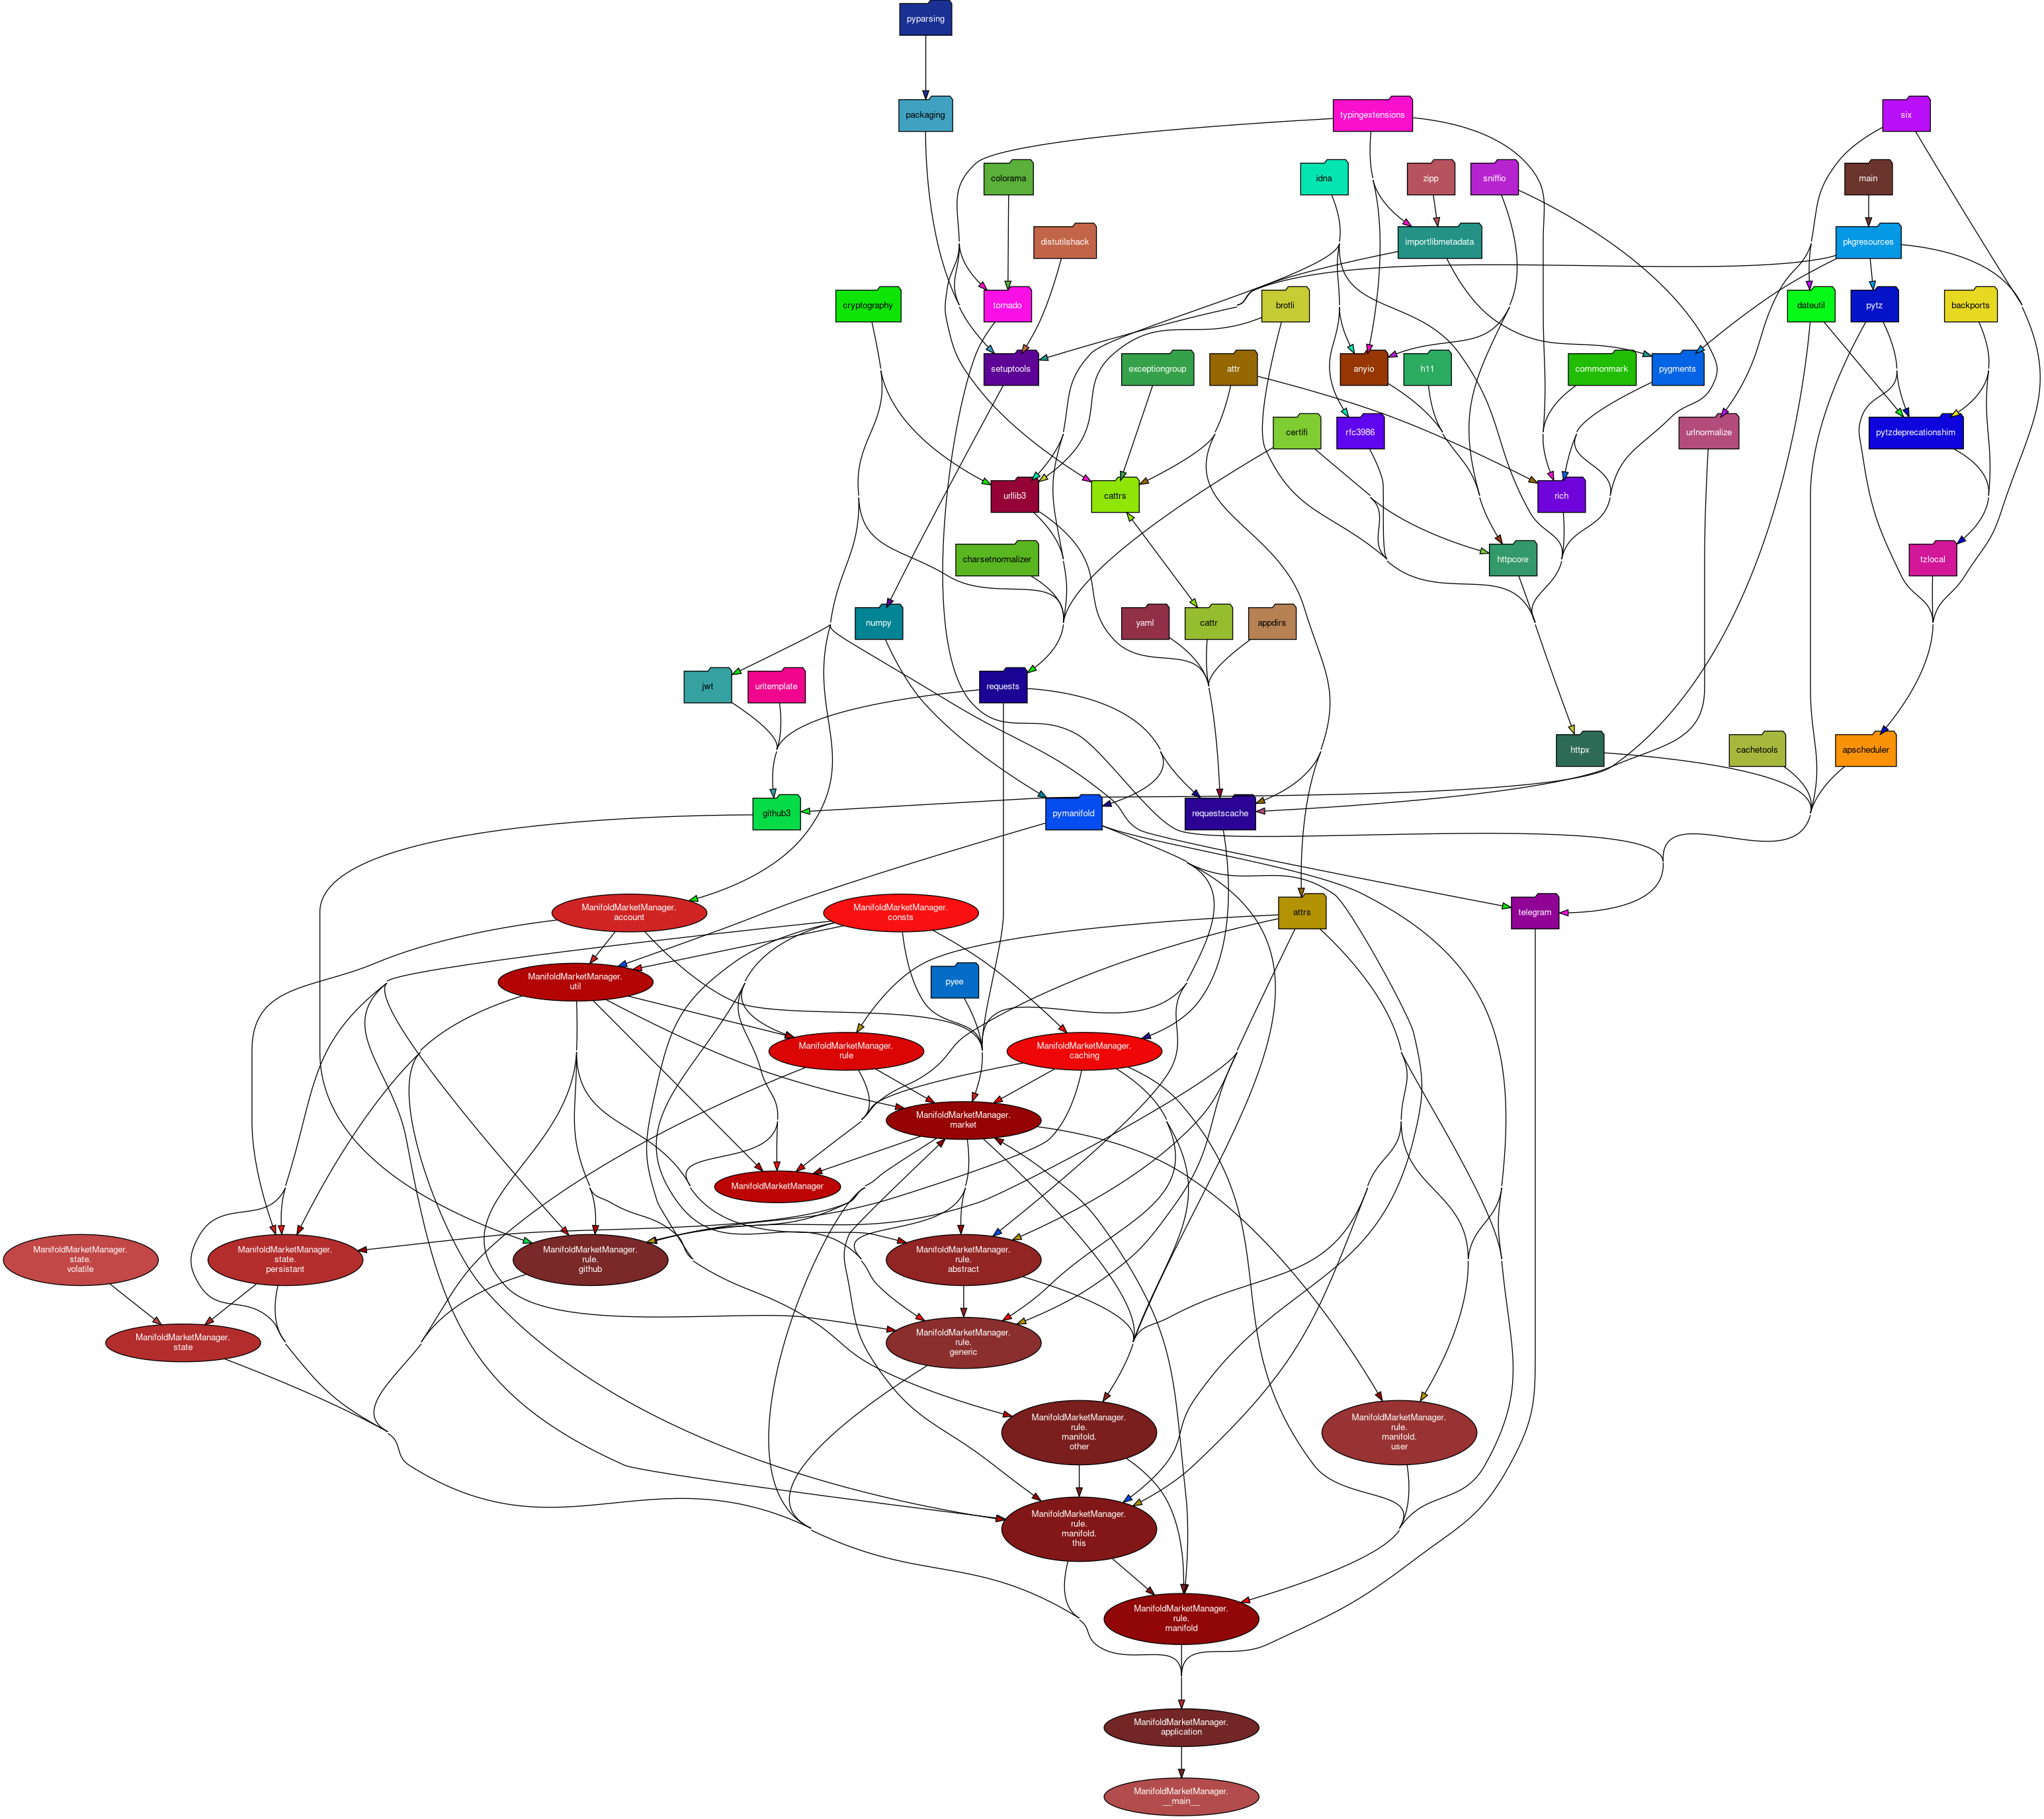 pyparsing
packaging
typingextensions
six
colorama
idna
zipp
sniffio
main
distutilshack
importlibmetadata
pkgresources
cryptography
tornado
brotli
dateutil
pytz
backports
setuptools
exceptiongroup
attr
anyio
h11
commonmark
pygments
certifi
rfc3986
urlnormalize
pytzdeprecationshim
urllib3
cattrs
rich
charsetnormalizer
httpcore
tzlocal
numpy
yaml
cattr
appdirs
jwt
uritemplate
requests
httpx
cachetools
apscheduler
github3
pymanifold
requestscache
ManifoldMarketManager.
account
ManifoldMarketManager.
consts
attrs
telegram
ManifoldMarketManager.
util
pyee
ManifoldMarketManager.
rule
ManifoldMarketManager.
caching
ManifoldMarketManager.
market
ManifoldMarketManager
ManifoldMarketManager.
state.
volatile
ManifoldMarketManager.
state.
persistant
ManifoldMarketManager.
rule.
github
ManifoldMarketManager.
rule.
abstract
ManifoldMarketManager.
state
ManifoldMarketManager.
rule.
generic
ManifoldMarketManager.
rule.
manifold.
other
ManifoldMarketManager.
rule.
manifold.
user
ManifoldMarketManager.
rule.
manifold.
this
ManifoldMarketManager.
rule.
manifold
ManifoldMarketManager.
application
ManifoldMarketManager.
__main__